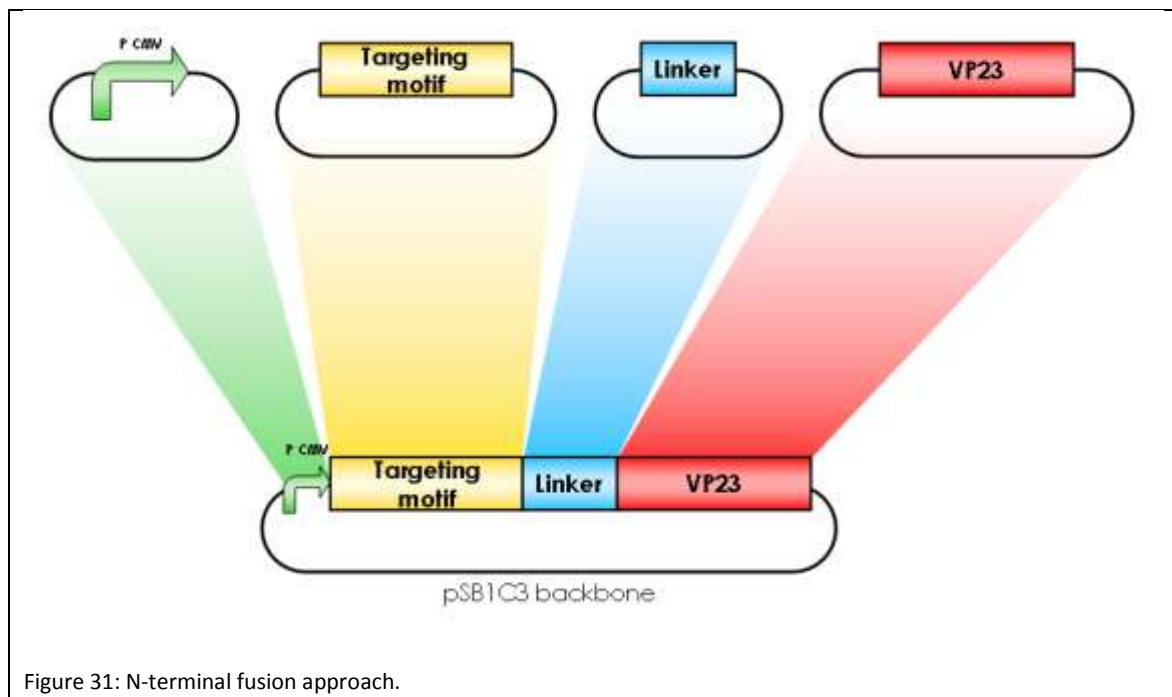 P CMV
Targeting
motif
Linker
VP23
P CMV
Targeting
motif
Linker
VP23
pSB1C3 backbone
Figure 31: N-terminal fusion approach.